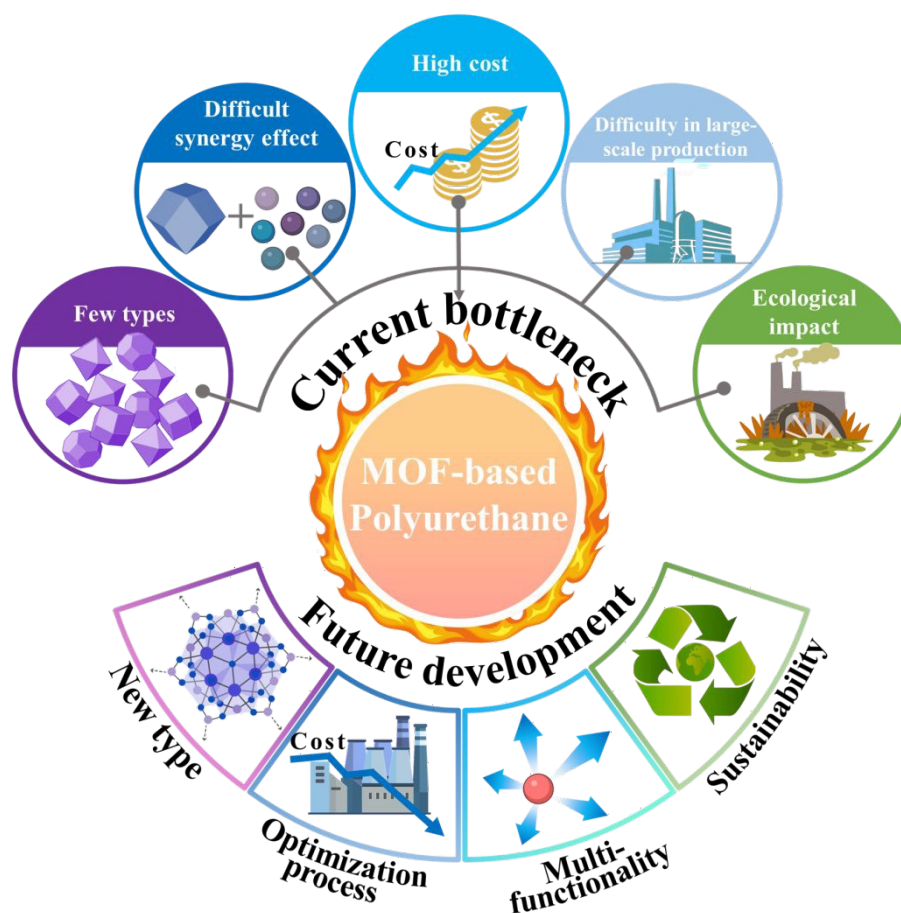 High cost
Cost
Difficult
synergy effect
Difficulty in large-
scale production
Few types
Ecological
impact
Current bottleneck
MOF-based
Polyurethane
Future development
New type
Cost
Optimization
process
Multi-
functionality
Sustainability